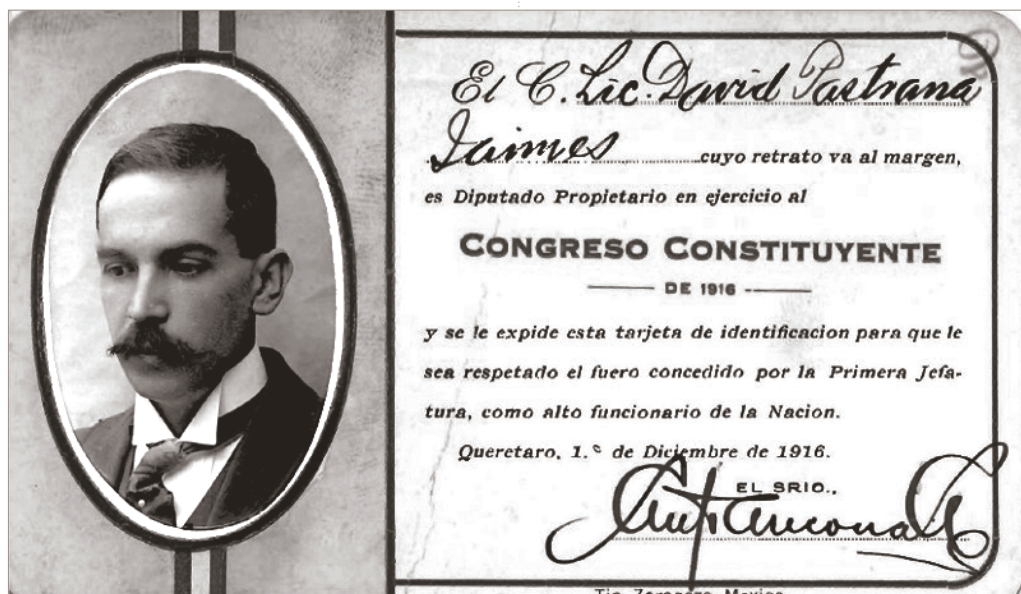 El C. Lic. David Pastrana
Jaimes cuyo retrato va al margen,
es Diputado Propietario en ejercicio al
CONGRESO CONSTITUYENTE
DE 1916
y se le expide esta tarjeta de identificacion para que le
sea respetado el fuero concedido por la Primera Jefa-
tura, como alto funcionario de la Nacion.
Queretaro, 1.º de Diciembre de 1916.
EL SRIO.,